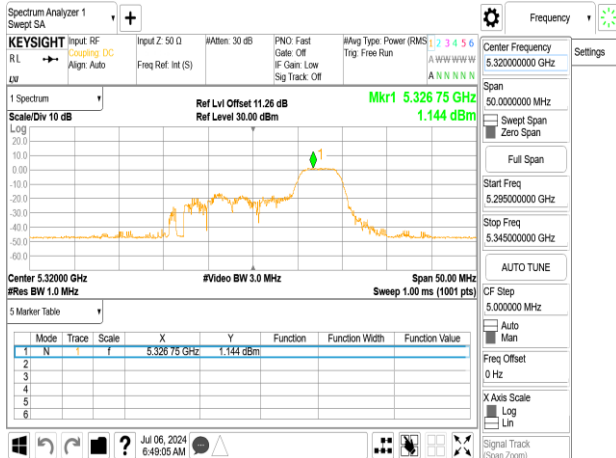 Spectrum Analyzer 1
Swept SA
KEYSIGHT
RL
LXI
Input: RF
Coupling: DC
Align: Auto
Input Z: 50 Ω
Freq Ref: Int (S)
#Atten: 30 dB
PNO: Fast
Gate: Off
IF Gain: Low
Sig Track: Off
#Avg Type: Power (RMS
Trig: Free Run
1 2 3 4 5 6
A W W W W W
A N N N N N
1 Spectrum
Scale/Div 10 dB
Ref Lvl Offset 11.26 dB
Ref Level 30.00 dBm
Mkr1 5.326 75 GHz
1.144 dBm
Log
20.0
10.0
0.00
-10.0
-20.0
-30.0
-40.0
-50.0
-60.0
1
Center 5.32000 GHz
#Res BW 1.0 MHz
#Video BW 3.0 MHz
Span 50.00 MHz
Sweep 1.00 ms (1001 pts)
5 Marker Table
Mode Trace Scale X Y Function Function Width Function Value
1 N 1 f 5.326 75 GHz 1.144 dBm
2
3
4
5
6
Jul 06, 2024
6:49:05 AM
?
Frequency
Settings
Center Frequency
5.320000000 GHz
Span
50.0000000 MHz
Swept Span
Zero Span
Full Span
Start Freq
5.295000000 GHz
Stop Freq
5.345000000 GHz
AUTO TUNE
CF Step
5.000000 MHz
Auto
Man
Freq Offset
0 Hz
X Axis Scale
Log
Lin
Signal Track
(Span Zoom)